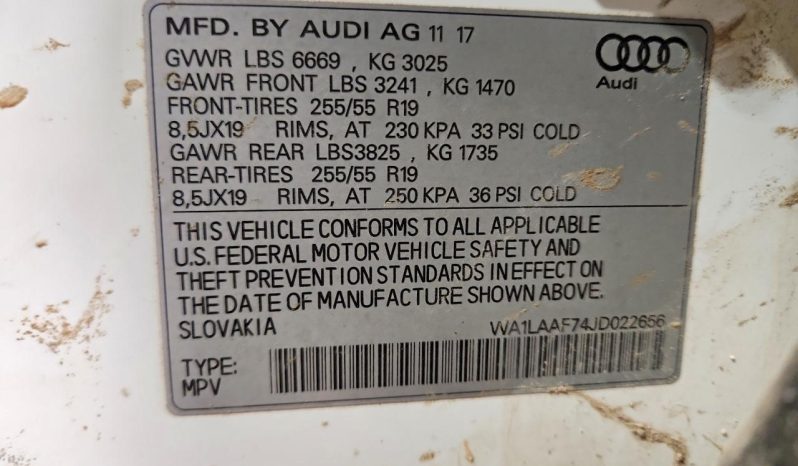 MFD. BY AUDI AG 11 17
GVWR LBS 6669 , KG 3025
GAWR FRONT LBS 3241 , KG 1470
FRONT-TIRES 255/55 R19
8,5JX19 RIMS, AT 230 KPA 33 PSI COLD
GAWR REAR LBS3825 , KG 1735
REAR-TIRES 255/55 R19
8,5JX19 RIMS, AT 250 KPA 36 PSI COLD
Audi
THIS VEHICLE CONFORMS TO ALL APPLICABLE
U.S. FEDERAL MOTOR VEHICLE SAFETY AND
THEFT PREVENTION STANDARDS IN EFFECT ON
THE DATE OF MANUFACTURE SHOWN ABOVE.
SLOVAKIA WA1LAAF74JD022656
TYPE:
MPV